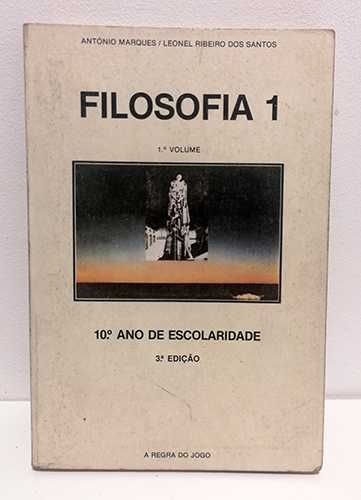 ANTÓNIO MARQUES / LEONEL RIBEIRO DOS SANTOS
FILOSOFIA 1
1.º VOLUME
10.º ANO DE ESCOLARIDADE
3.ª EDIÇÃO
A REGRA DO JOGO